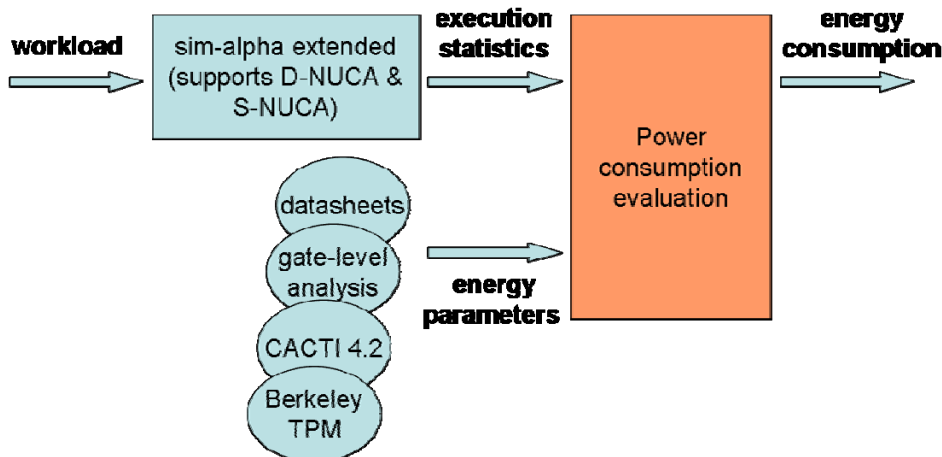 workload
sim-alpha extended
(supports D-NUCA &
S-NUCA)
execution
statistics
energy
consumption
Power
consumption
evaluation
datasheets
gate-level
analysis
CACTI 4.2
Berkeley
TPM
energy
parameters